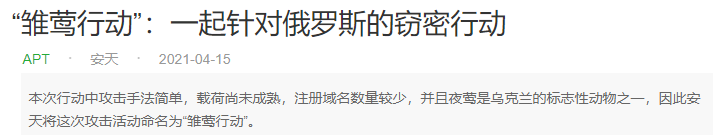 “雏莺行动”：一起针对俄罗斯的窃密行动
APT · 安天 · 2021-04-15
本次行动中攻击手法简单，载荷尚未成熟，注册域名数量较少，并且夜莺是乌克兰的标志性动物之一，因此安
天将这次攻击活动命名为“雏莺行动”。